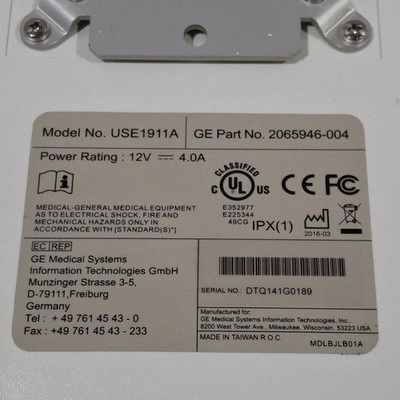 Model No. USE1911A
GE Part No. 2065946-004
Power Rating : 12V ⎓ 4.0A
MEDICAL-GENERAL MEDICAL EQUIPMENT
AS TO ELECTRICAL SHOCK, FIRE AND
MECHANICAL HAZARDS ONLY IN
ACCORDANCE WITH [STANDARD(S)"]
CLASSIFIED
C UL US
CE FC
E352977
E225344
49CG
IPX(1)
2016-03
EC REP
GE Medical Systems
Information Technologies GmbH
Munzinger Strasse 3-5,
D-79111,Freiburg
Germany
Tel : + 49 761 45 43 - 0
Fax : +49 761 4543 - 233
SERIAL NO.: DTQ141G0189
MANUFACTURED FOR
GE Medical Systems Information Technologies, Inc.,
8200 West Tower Ave., Milwaukee, Wisconsin. 53223 USA
MADE IN TAIWAN R.O.C.
MDLBJLB01A